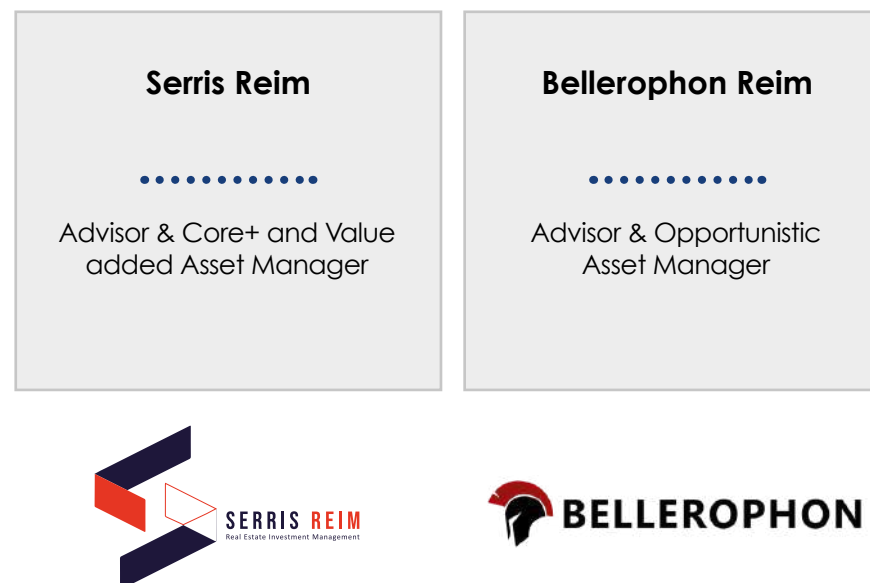 Serris Reim
Advisor & Core+ and Value
added Asset Manager
Bellerophon Reim
Advisor & Opportunistic
Asset Manager
SERRIS REIM
Real Estate Investment Management
BELLEROPHON